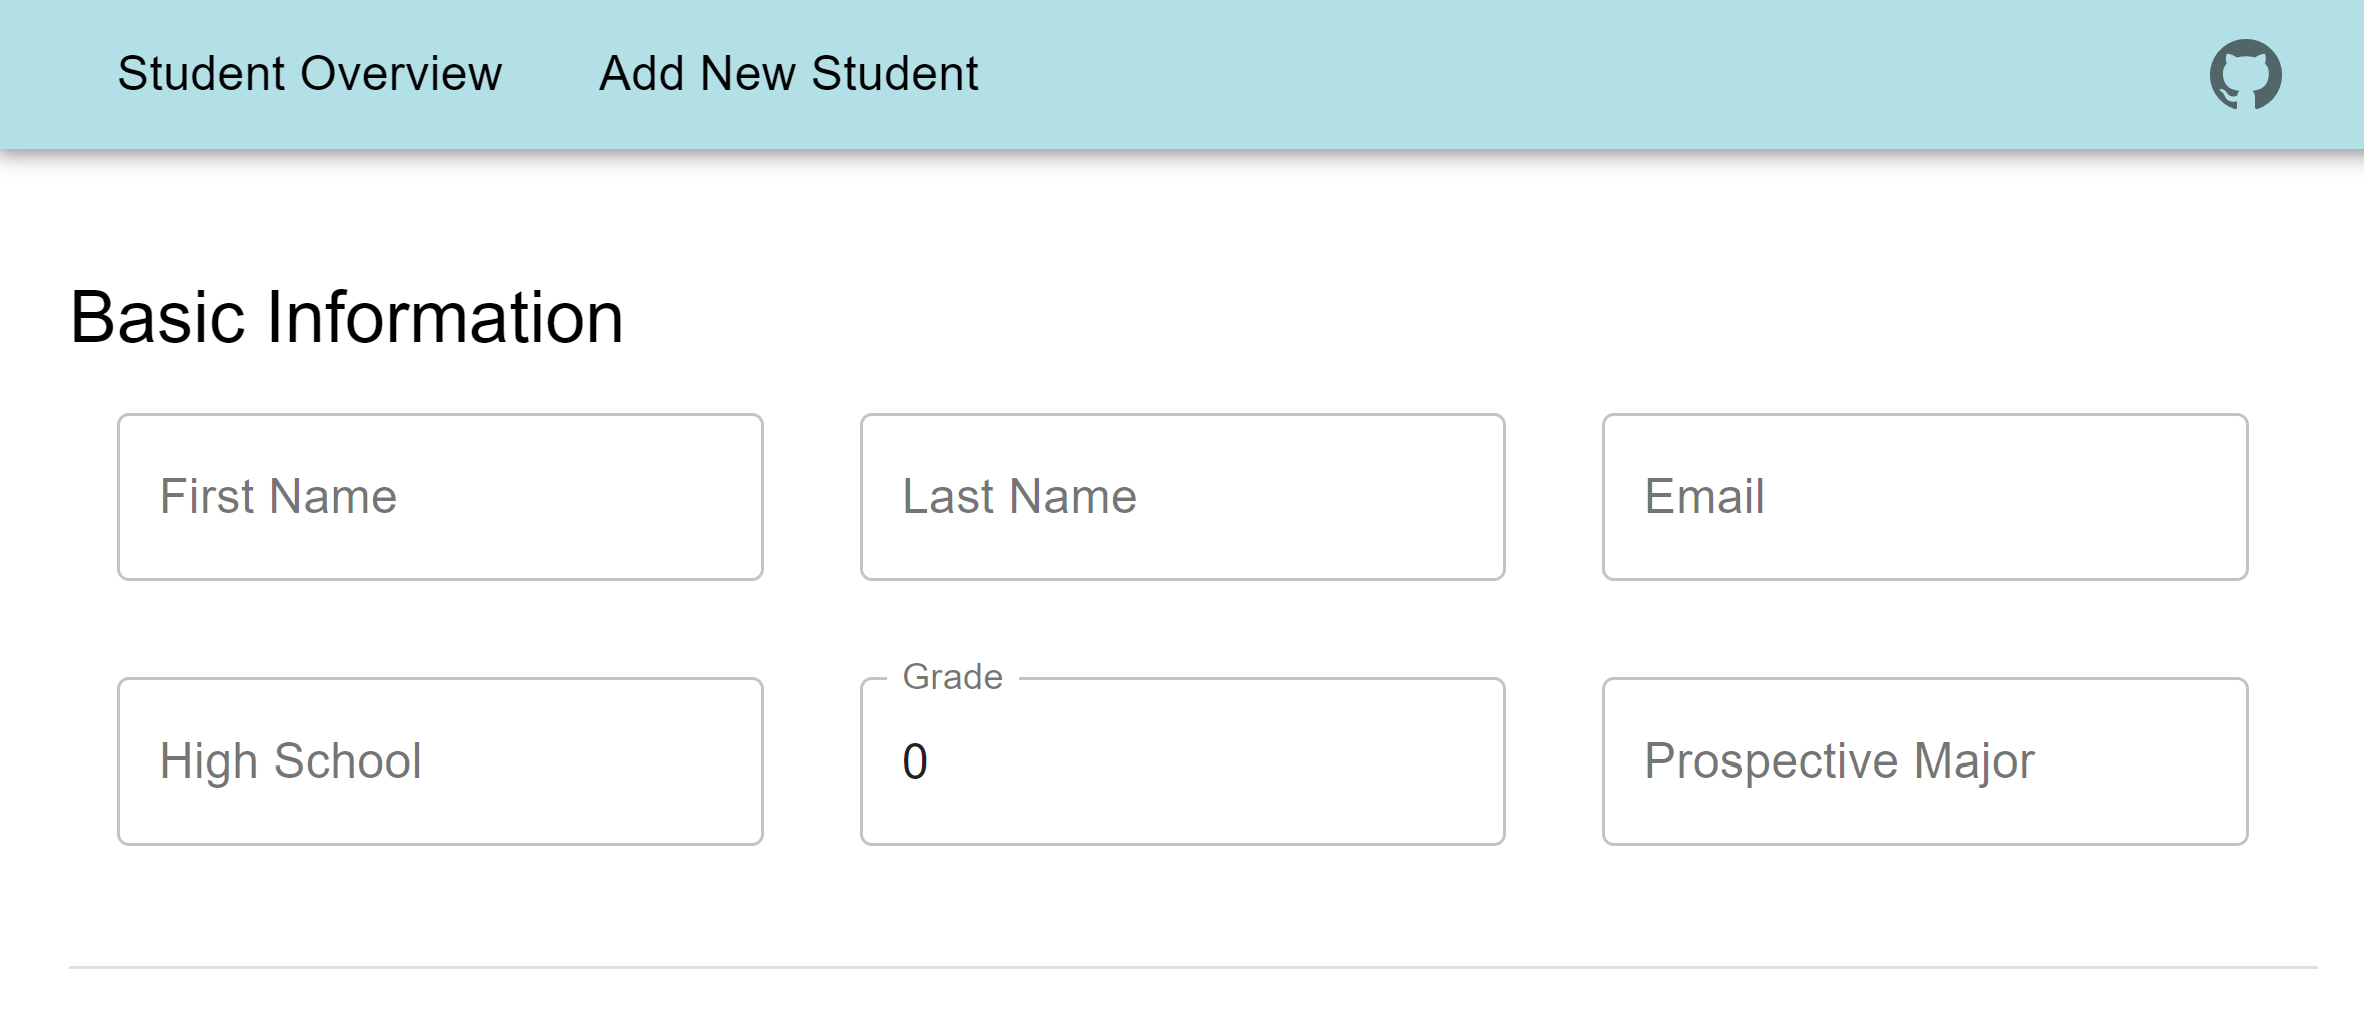 Student Overview Add New Student
Basic Information
First Name Last Name Email
High School Grade 0 Prospective Major